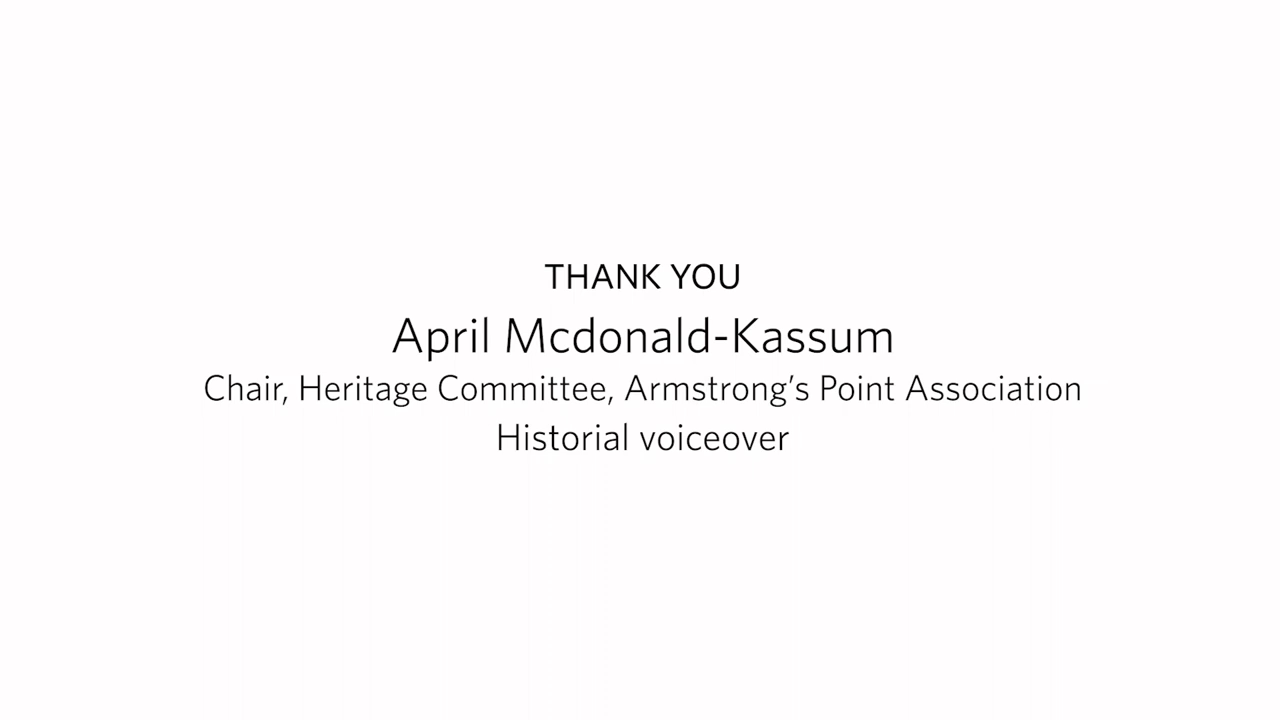 THANK YOU
April Mcdonald-Kassum
Chair, Heritage Committee, Armstrong’s Point Association
Historial voiceover